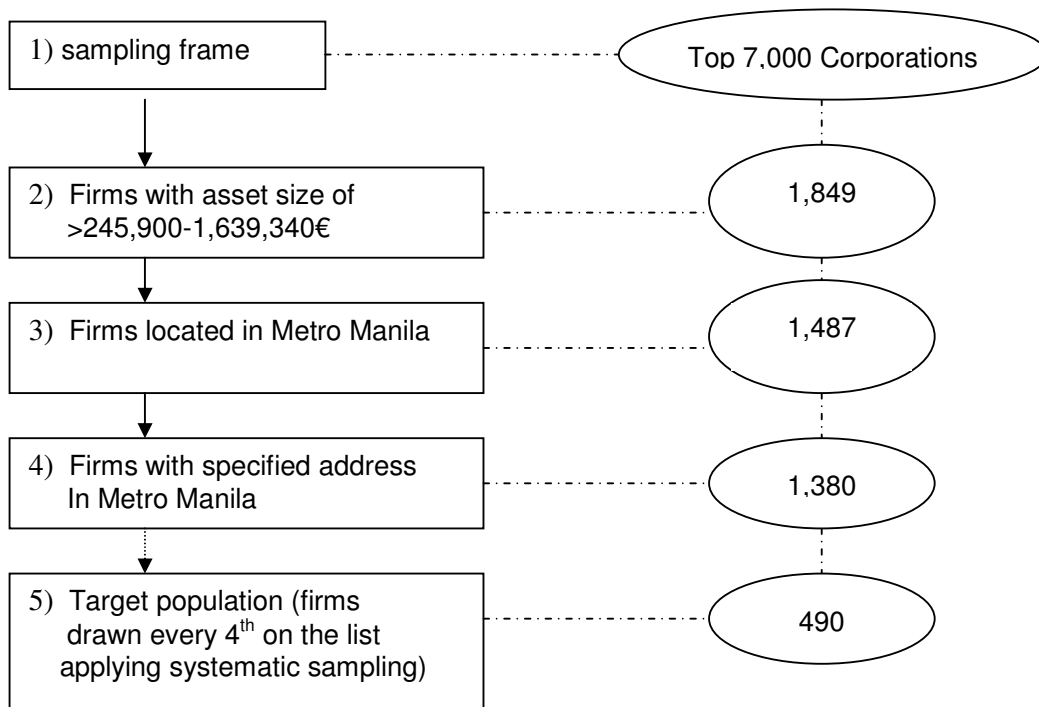 1) sampling frame
Top 7,000 Corporations
2) Firms with asset size of
>245,900-1,639,340€
1,849
3) Firms located in Metro Manila
1,487
4) Firms with specified address
In Metro Manila
1,380
5) Target population (firms
drawn every 4th on the list
applying systematic sampling)
490